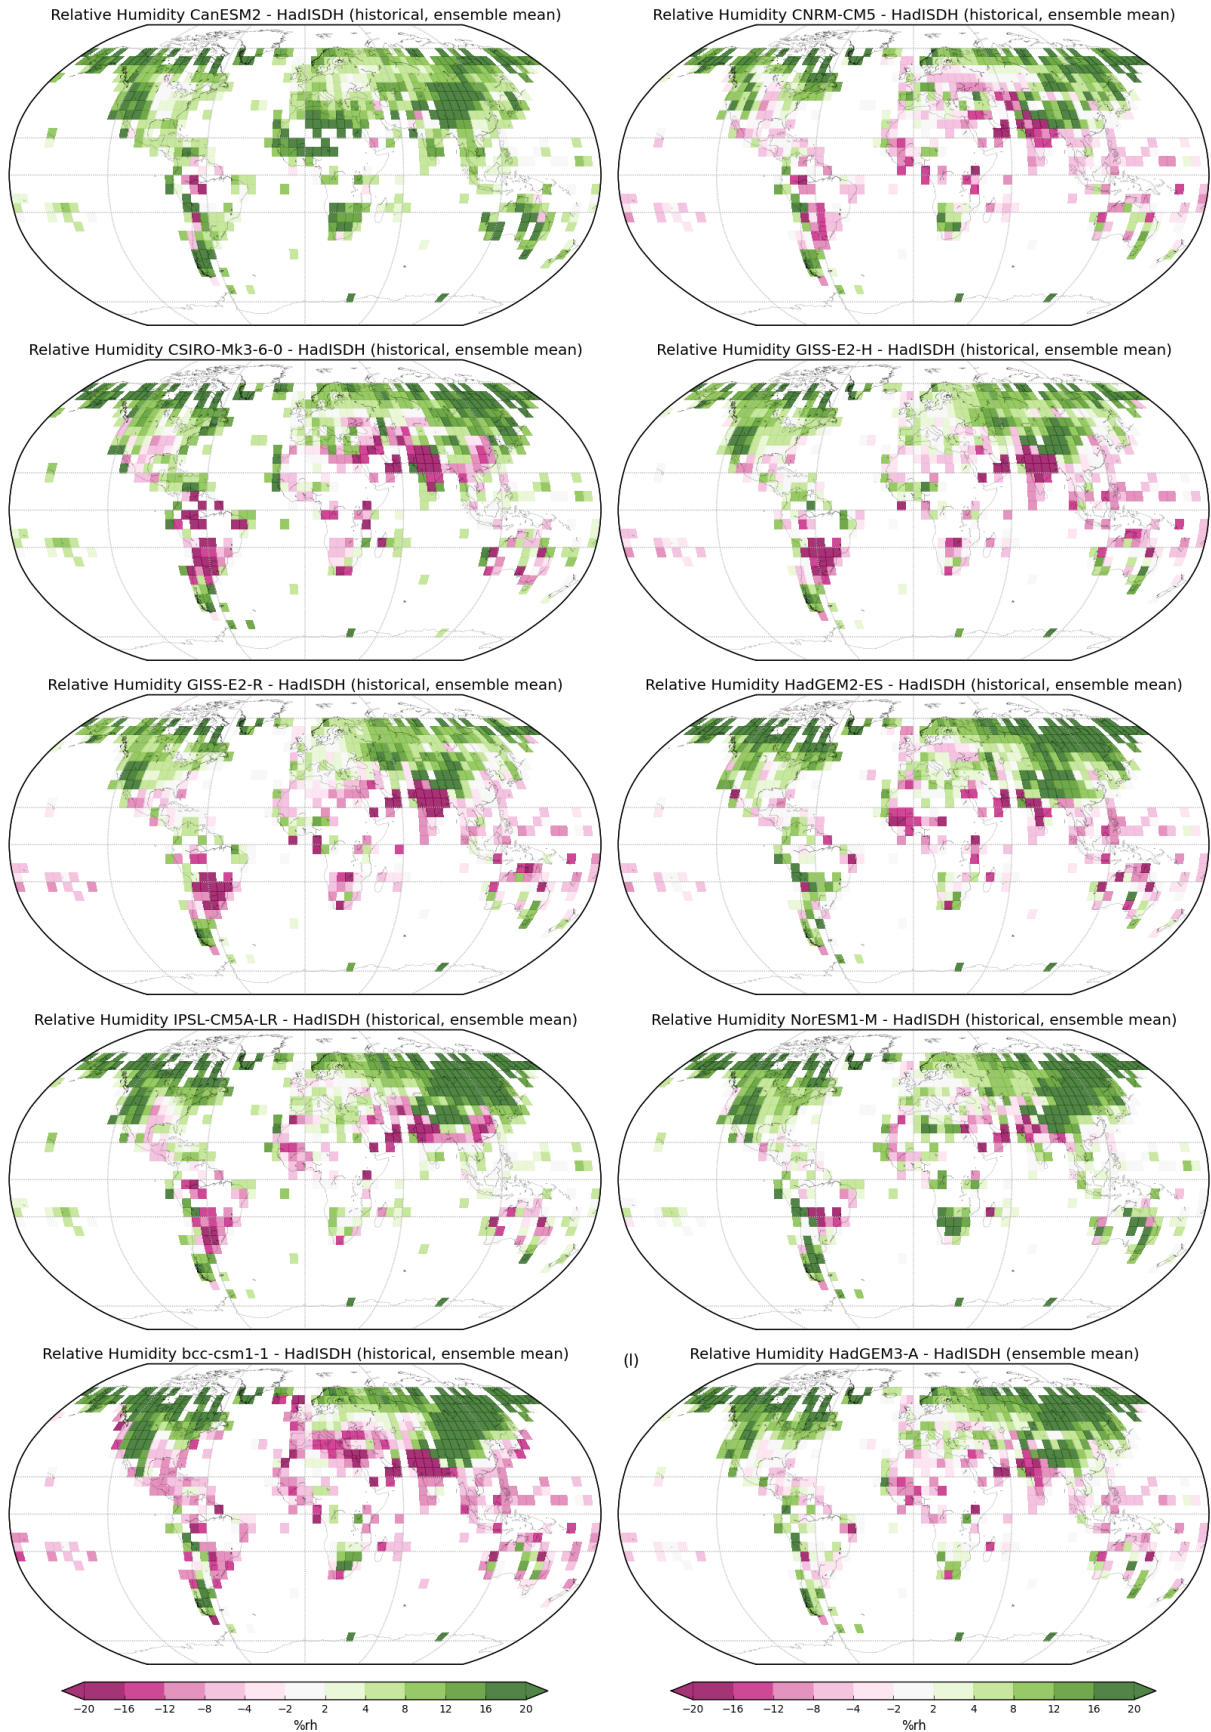 Relative Humidity CanESM2 - HadISDH (historical, ensemble mean)
Relative Humidity CNRM-CM5 - HadISDH (historical, ensemble mean)
Relative Humidity CSIRO-Mk3-6-0 - HadISDH (historical, ensemble mean)
Relative Humidity GISS-E2-H - HadISDH (historical, ensemble mean)
Relative Humidity GISS-E2-R - HadISDH (historical, ensemble mean)
Relative Humidity HadGEM2-ES - HadISDH (historical, ensemble mean)
Relative Humidity IPSL-CM5A-LR - HadISDH (historical, ensemble mean)
Relative Humidity NorESM1-M - HadISDH (historical, ensemble mean)
Relative Humidity bcc-csm1-1 - HadISDH (historical, ensemble mean)
(l) Relative Humidity HadGEM3-A - HadISDH (ensemble mean)
−20 −16 −12 −8 −4 −2 2 4 8 12 16 20
%rh
−20 −16 −12 −8 −4 −2 2 4 8 12 16 20
%rh